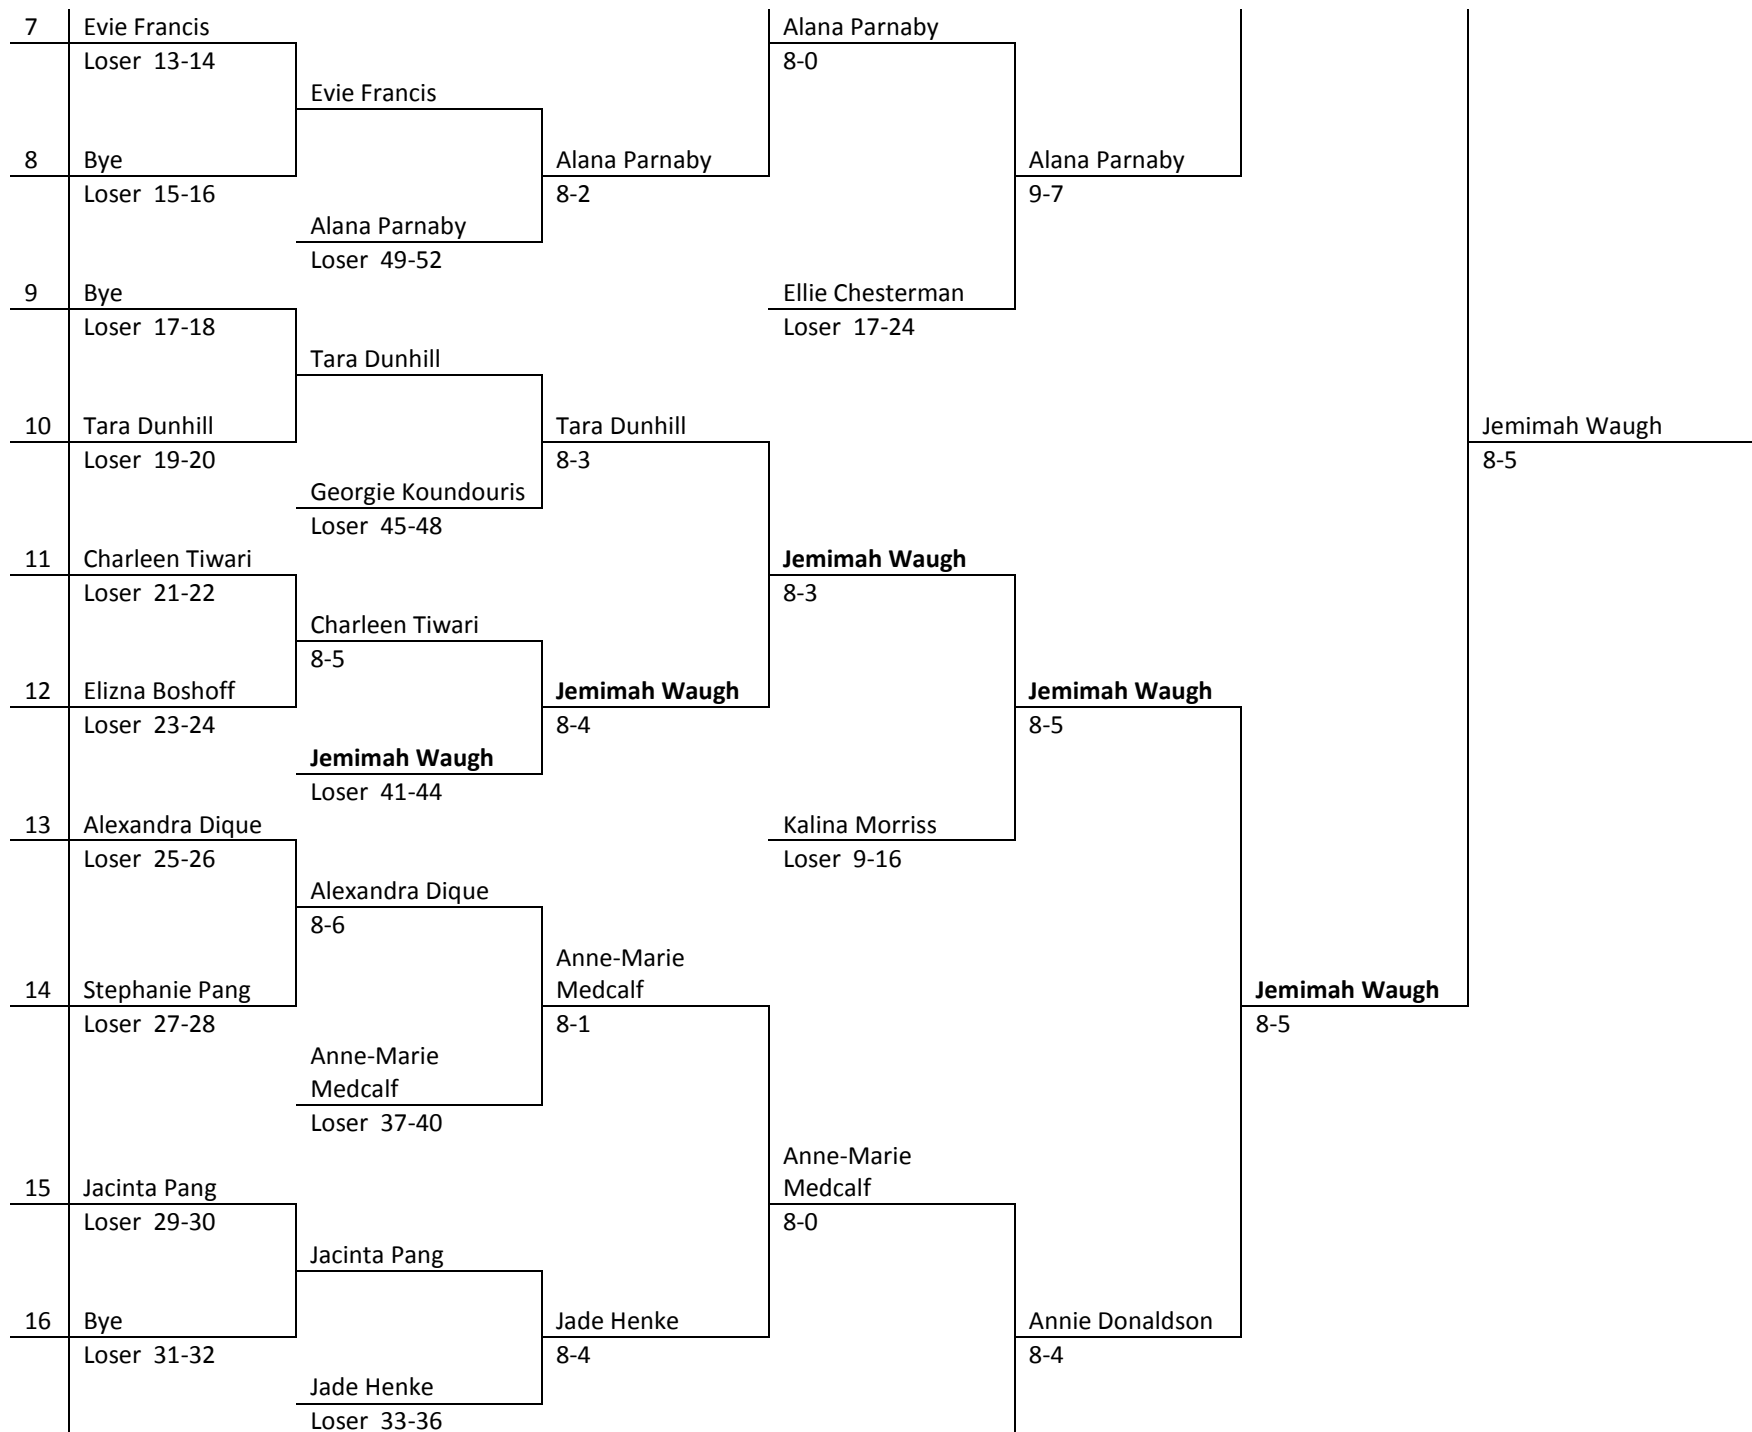 7 Evie Francis Alana Parnaby
Loser 13-14 8-0
Evie Francis
8 Bye Alana Parnaby Alana Parnaby
Loser 15-16 8-2 9-7
Alana Parnaby
Loser 49-52
9 Bye Ellie Chesterman
Loser 17-18 Loser 17-24
Tara Dunhill
10 Tara Dunhill Tara Dunhill Jemimah Waugh
Loser 19-20 8-3 8-5
Georgie Koundouris
Loser 45-48
11 Charleen Tiwari Jemimah Waugh
Loser 21-22 8-3
Charleen Tiwari
8-5
12 Elizna Boshoff Jemimah Waugh Jemimah Waugh
Loser 23-24 8-4 8-5
Jemimah Waugh
Loser 41-44
13 Alexandra Dique Kalina Morriss
Loser 25-26 Loser 9-16
Alexandra Dique
8-6
Anne-Marie
14 Stephanie Pang Medcalf Jemimah Waugh
Loser 27-28 8-1 8-5
Anne-Marie
Medcalf
Loser 37-40
Anne-Marie
15 Jacinta Pang Medcalf
Loser 29-30 8-0
Jacinta Pang
16 Bye Jade Henke Annie Donaldson
Loser 31-32 8-4 8-4
Jade Henke
Loser 33-36